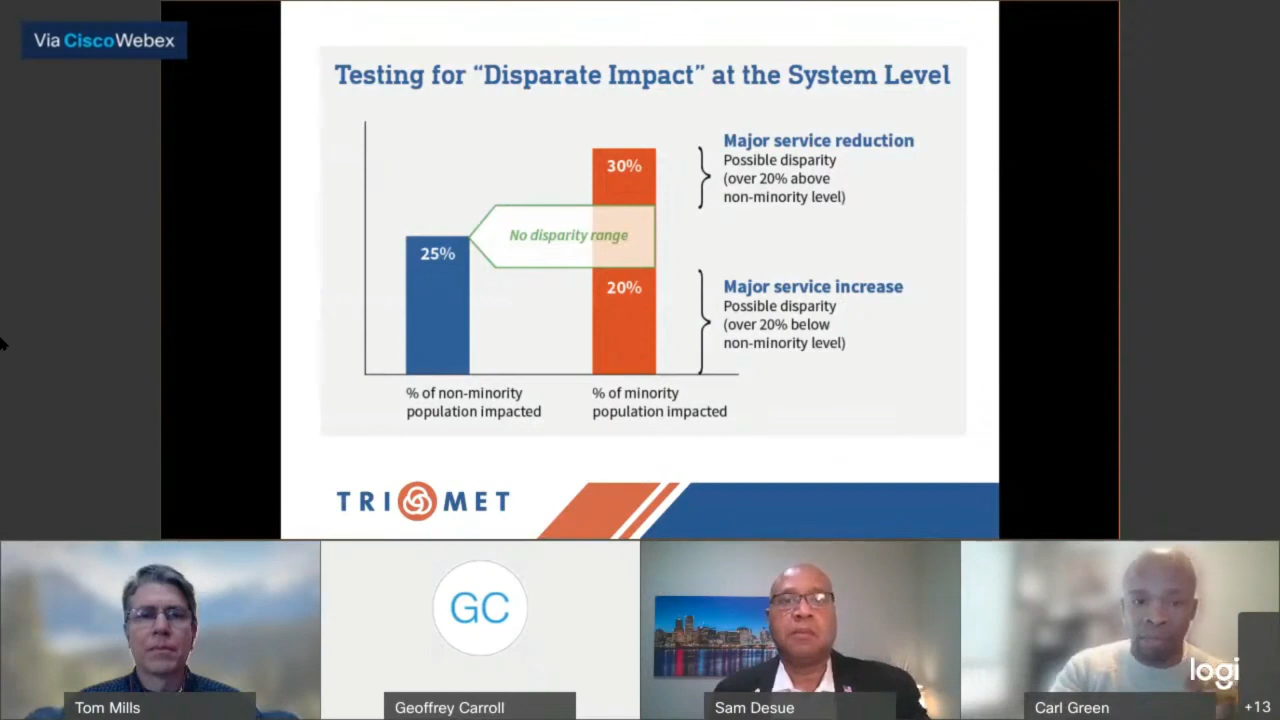 Via Cisco Webex
Testing for “Disparate Impact” at the System Level
30%
25%
No disparity range
20%
Major service reduction
Possible disparity
(over 20% above
non-minority level)
Major service increase
Possible disparity
(over 20% below
non-minority level)
% of non-minority
population impacted
% of minority
population impacted
TRIMET
GC
logi
Tom Mills
Geoffrey Carroll
Sam Desue
Carl Green
+13